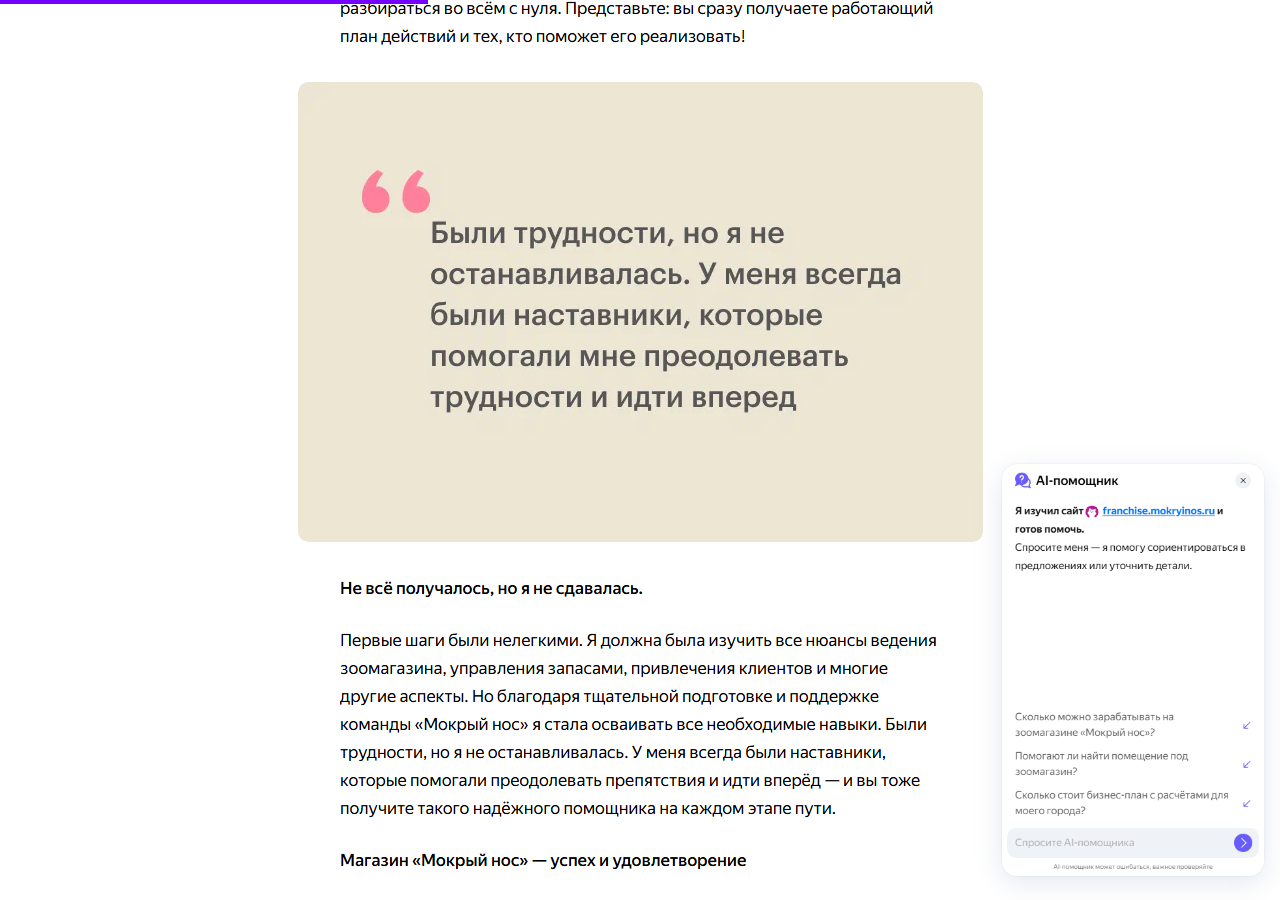 разбираться во всём с нуля. Представьте: вы сразу получаете работающий
план действий и тех, кто поможет его реализовать!
Были трудности, но я не
останавливалась. У меня всегда
были наставники, которые
помогали мне преодолевать
трудности и идти вперед
Не всё получалось, но я не сдавалась.
Первые шаги были нелегкими. Я должна была изучить все нюансы ведения
зоомагазина, управления запасами, привлечения клиентов и многие
другие аспекты. Но благодаря тщательной подготовке и поддержке
команды «Мокрый нос» я стала осваивать все необходимые навыки. Были
трудности, но я не останавливалась. У меня всегда были наставники,
которые помогали преодолевать препятствия и идти вперёд — и вы тоже
получите такого надёжного помощника на каждом этапе пути.
Магазин «Мокрый нос» — успех и удовлетворение
AI-помощник
Я изучил сайт franchise.mokryinos.ru и
готов помочь.
Спросите меня — я помогу сориентироваться в
предложениях или уточнить детали.
Сколько можно зарабатывать на
зоомагазине «Мокрый нос»?
Помогают ли найти помещение под
зоомагазин?
Сколько стоит бизнес-план с расчётами для
моего города?
Спросите AI-помощника
AI-помощник может ошибаться, важное проверяйте